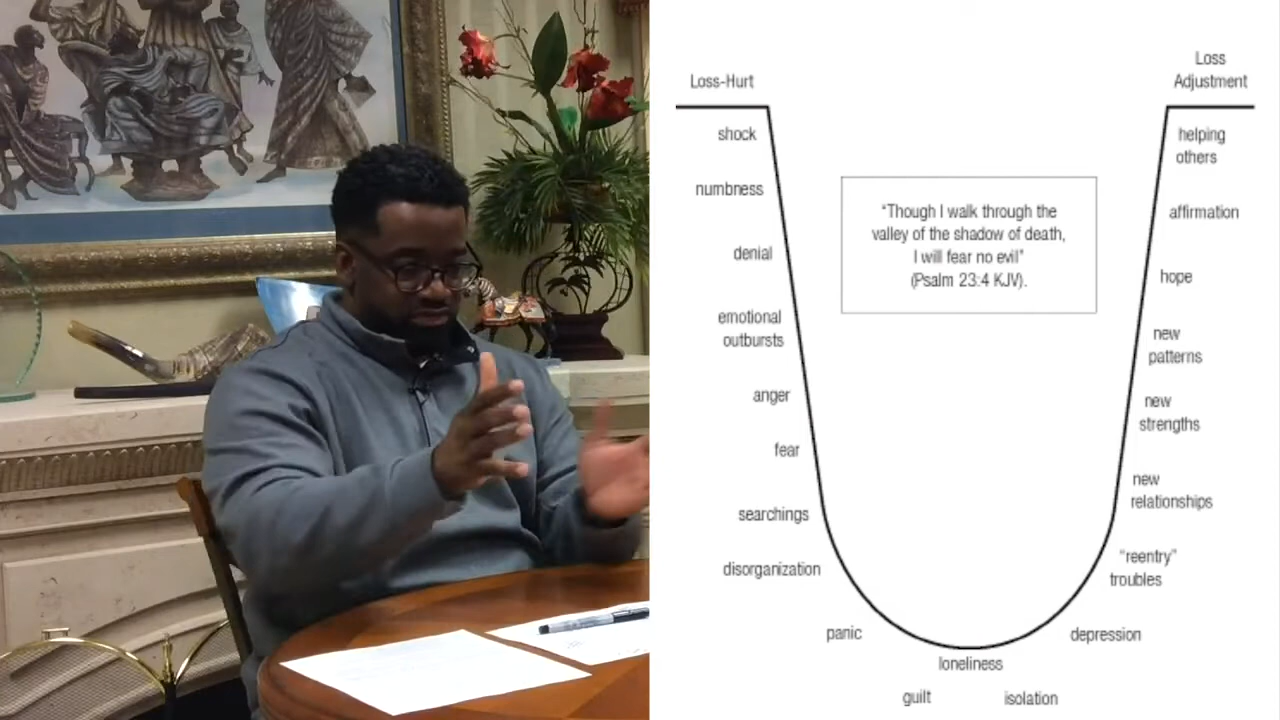 Loss-Hurt
shock
numbness
denial
emotional
outbursts
anger
fear
searchings
disorganization
panic
loneliness
guilt
isolation
depression
"reentry"
troubles
new
relationships
new
strengths
new
patterns
hope
affirmation
helping
others
Loss
Adjustment
"Though I walk through the
valley of the shadow of death,
I will fear no evil"
(Psalm 23:4 KJV).